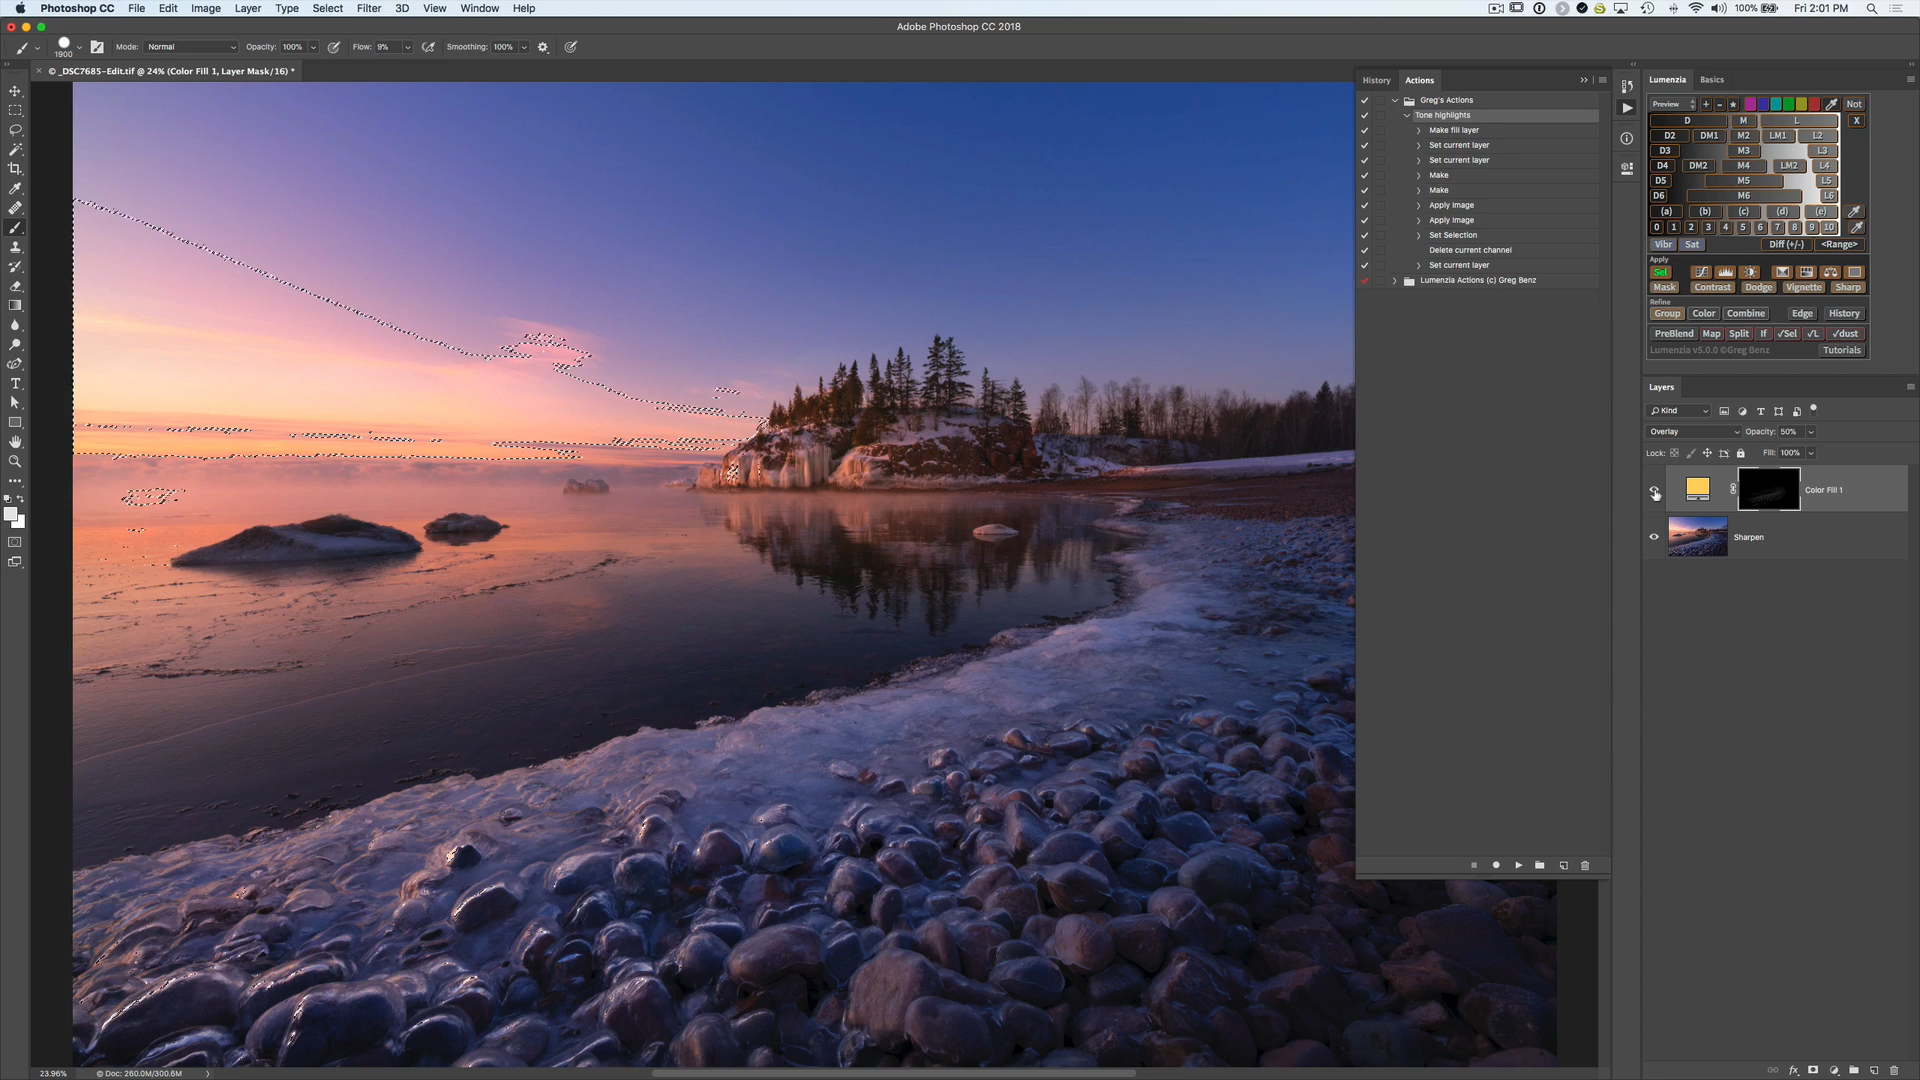 Photoshop CC File Edit Image Layer Type Select Filter 3D View Window Help 100% Fri 2:01 PM
Adobe Photoshop CC 2018
1900 Mode: Normal Opacity: 100% Flow: 9% Smoothing: 100%
© _DSC7685-Edit.tif @ 24% (Color Fill 1, Layer Mask/16) *
History Actions
Greg's Actions
Tone highlights
Make fill layer
Set current layer
Set current layer
Make
Make
Apply Image
Apply Image
Set Selection
Delete current channel
Set current layer
Lumenzia Actions (c) Greg Benz
Lumenzia Basics
Preview + - * Not
D M L X
D2 DM1 M2 LM1 L2
D3 M3 L3
D4 DM2 M4 LM2 L4
D5 M5 L5
D6 M6 L6
(a) (b) (c) (d) (e)
0 1 2 3 4 5 6 7 8 9 10
Vibr Sat Diff (+/-) <Range>
Apply
Sel
Mask Contrast Dodge Vignette Sharp
Refine
Group Color Combine Edge History
PreBlend Map Split If √Sel √L √dust
Lumenzia v5.0.0 ©Greg Benz Tutorials
Layers
Kind
Overlay Opacity: 50%
Lock: Fill: 100%
Color Fill 1
Sharpen
23.96% © Doc: 260.0M/300.6M